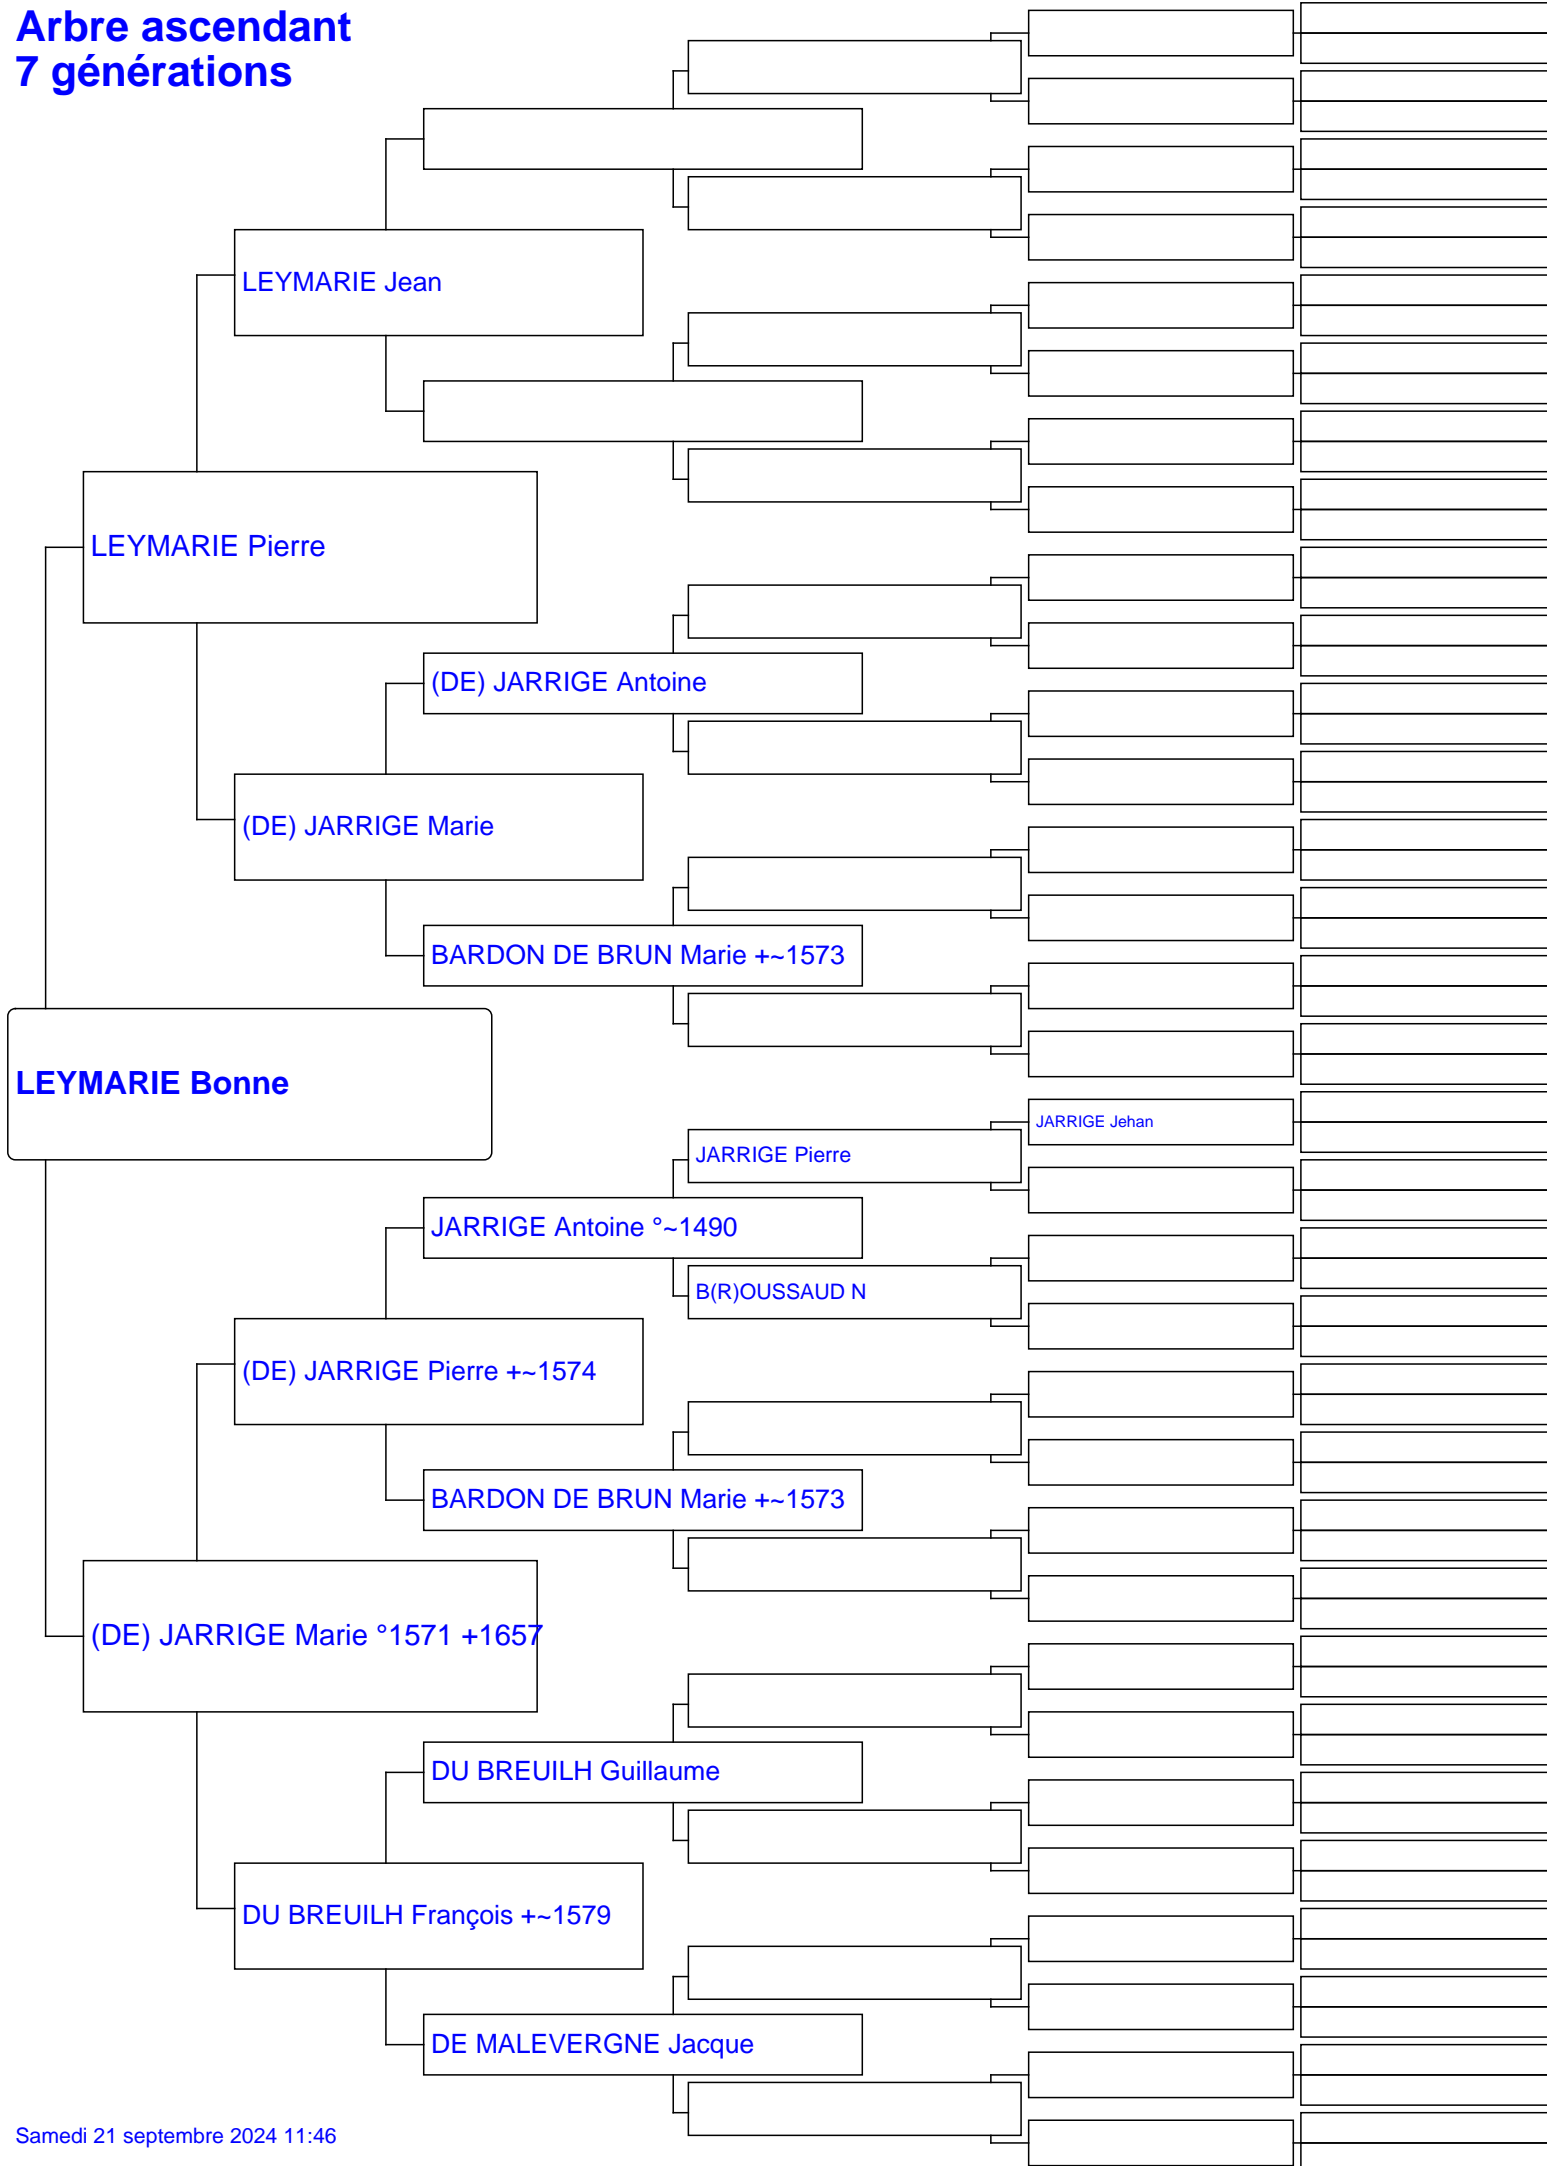 Arbre ascendant
7 générations
LEYMARIE Jean
LEYMARIE Pierre
(DE) JARRIGE Antoine
(DE) JARRIGE Marie
BARDON DE BRUN Marie +~1573
LEYMARIE Bonne
JARRIGE Jehan
JARRIGE Pierre
JARRIGE Antoine °~1490
B(R)OUSSAUD N
(DE) JARRIGE Pierre +~1574
BARDON DE BRUN Marie +~1573
(DE) JARRIGE Marie °1571 +1657
DU BREUILH Guillaume
DU BREUILH François +~1579
DE MALEVERGNE Jacque
Samedi 21 septembre 2024 11:46